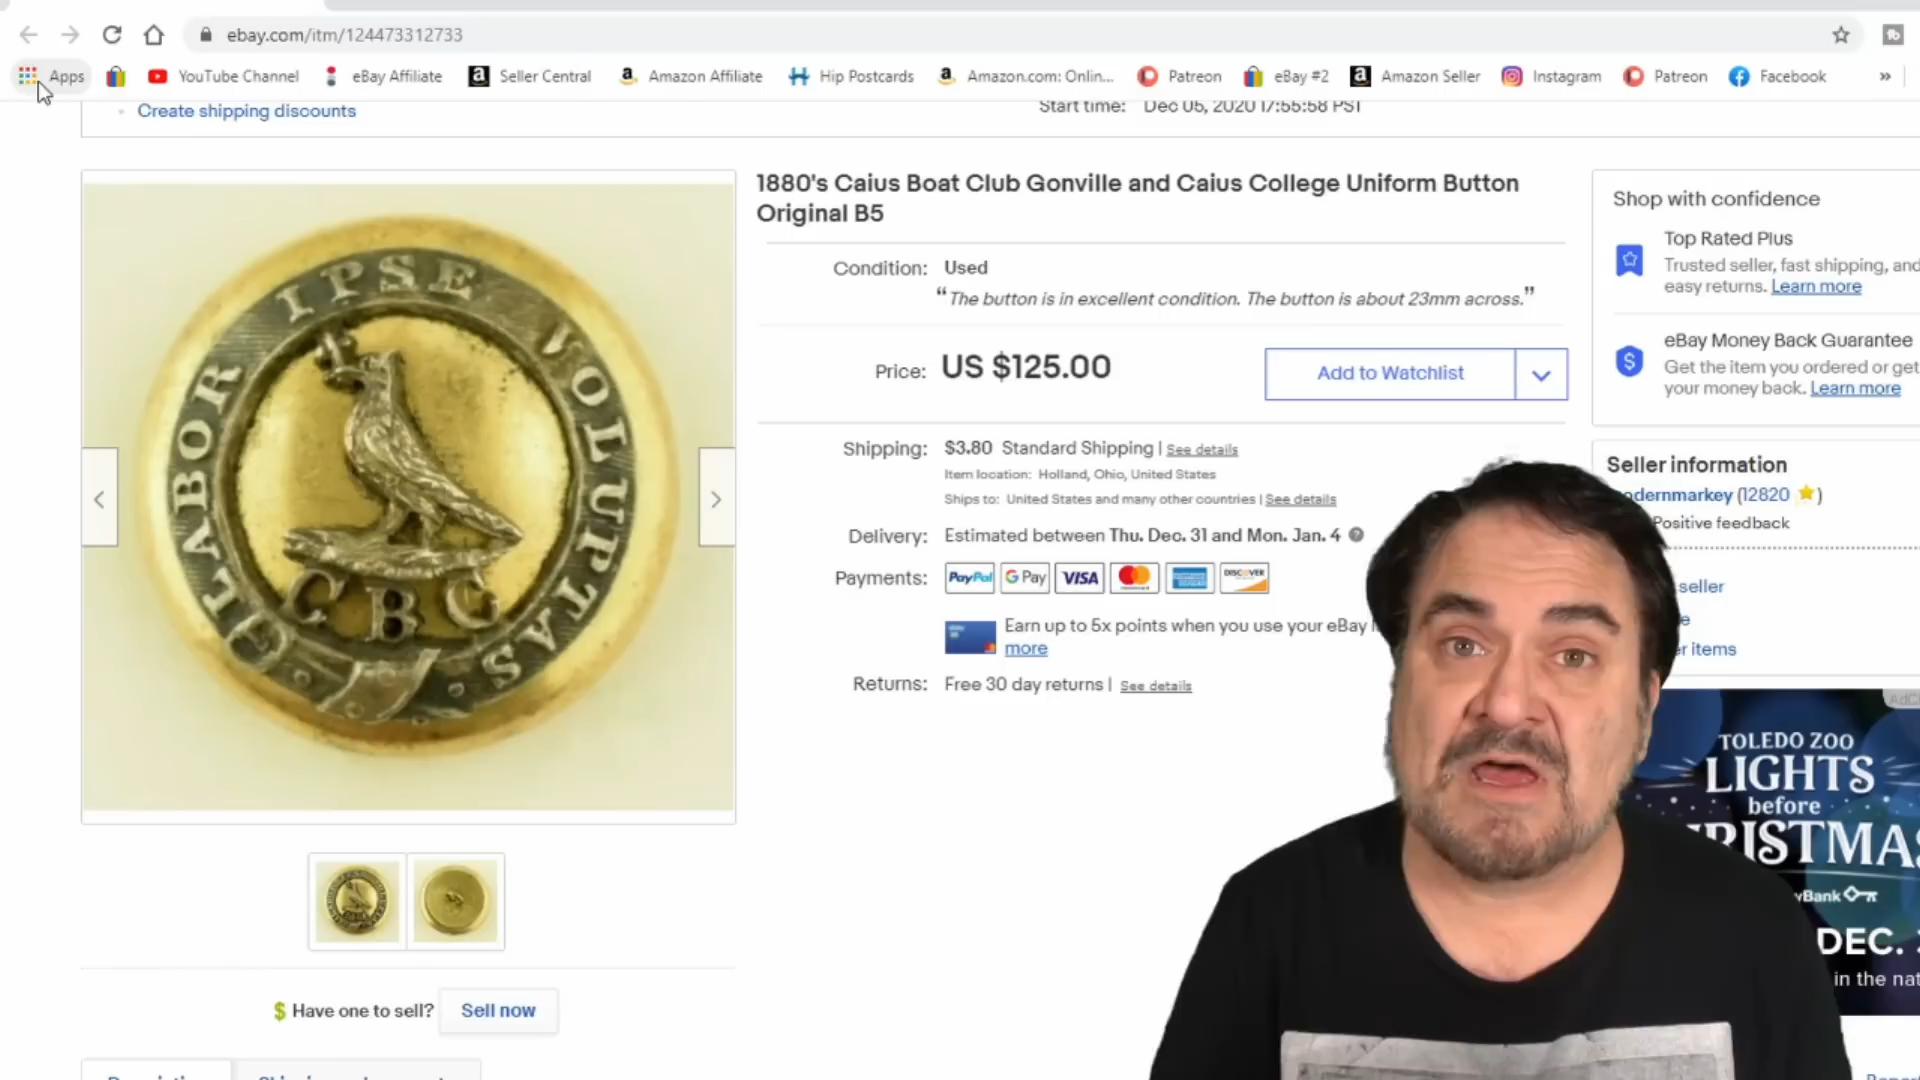 ebay.com/itm/124473312733
Apps
YouTube Channel
eBay Affiliate
Seller Central
Amazon Affiliate
Hip Postcards
Amazon.com: Onlin...
Patreon
eBay #2
Amazon Seller
Instagram
Patreon
Facebook
»
Create shipping discounts
Start time: Dec 05, 2020 17:55:58 PST
1880's Caius Boat Club Gonville and Caius College Uniform Button
Original B5
Condition: Used
“The button is in excellent condition. The button is about 23mm across.”
Price: US $125.00
Add to Watchlist
Shipping: $3.80 Standard Shipping | See details
Item location: Holland, Ohio, United States
Ships to: United States and many other countries | See details
Delivery: Estimated between Thu. Dec. 31 and Mon. Jan. 4
Payments: PayPal G Pay VISA DISCOVER
Earn up to 5x points when you use your eBay
more
Returns: Free 30 day returns | See details
LABOR IPSE VOLUPTAS
CBC
Have one to sell? Sell now
Shop with confidence
Top Rated Plus
Trusted seller, fast shipping, and
easy returns. Learn more
eBay Money Back Guarantee
Get the item you ordered or get
your money back. Learn more
Seller information
odernmarkey (12820 )
Positive feedback
seller
r items
TOLEDO ZOO
LIGHTS
before
RISTMAS
yBank
DEC.
in the nat